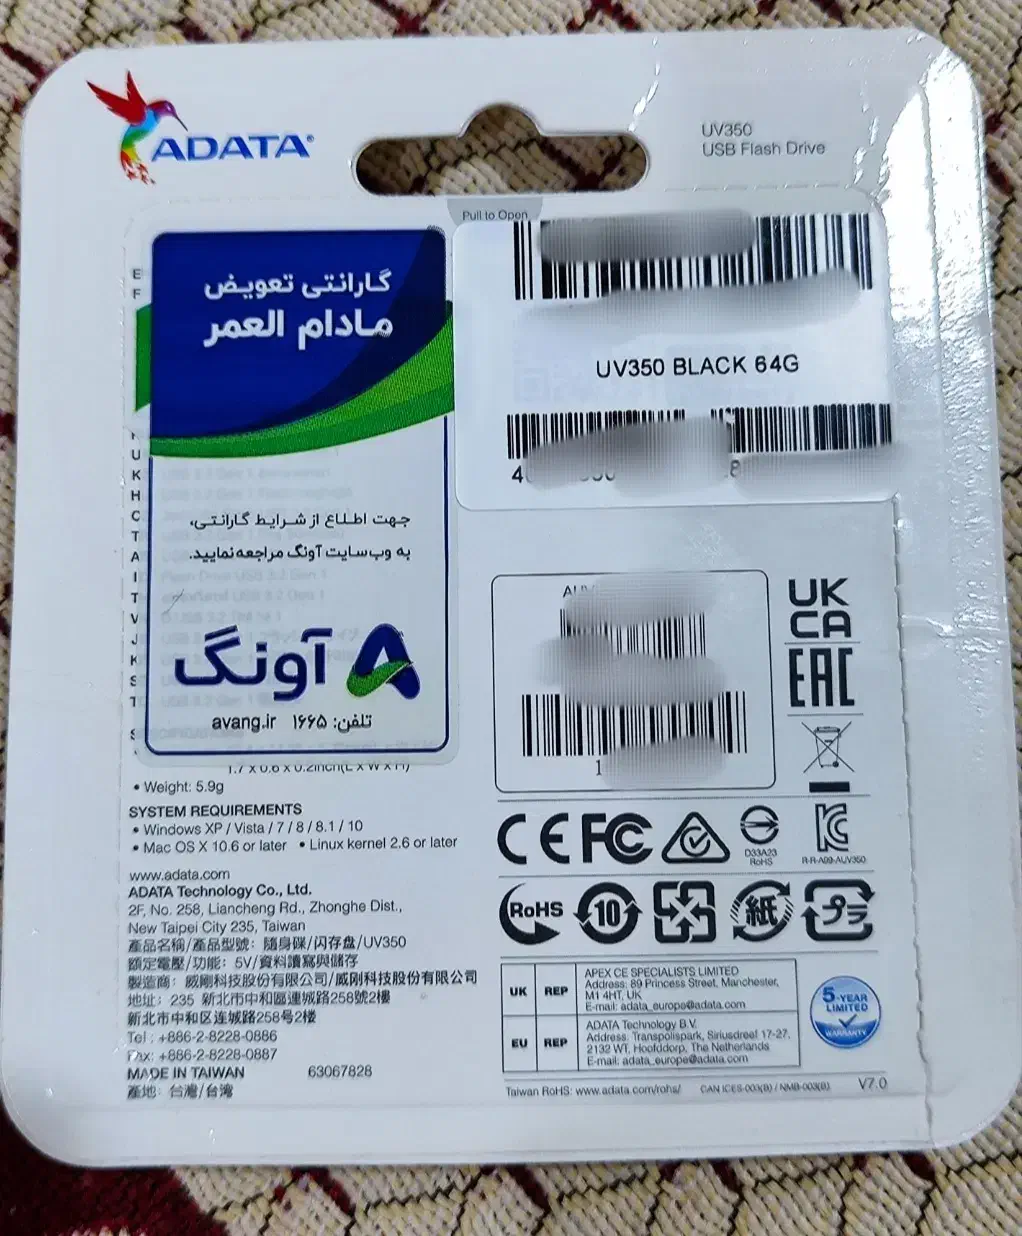 ADATA
UV350
USB Flash Drive
Pull to Open
گارانتی تعویض
مادام العمر
جهت اطلاع از شرایط گارانتی،
به وب‌سایت آونگ مراجعه نمایید.
آونگ
تلفن: ۱۶۶۵ avang.ir
UV350 BLACK 64G
E
F
U
K
H
C
T
A
I
T
V
J
K
S
T
1.7 x 0.6 x 0.2inch(L x W x H)
• Weight: 5.9g
SYSTEM REQUIREMENTS
• Windows XP / Vista / 7 / 8 / 8.1 / 10
• Mac OS X 10.6 or later • Linux kernel 2.6 or later
www.adata.com
ADATA Technology Co., Ltd.
2F, No. 258, Liancheng Rd., Zhonghe Dist.,
New Taipei City 235, Taiwan
產品名稱/產品型號: 隨身碟/闪存盘/UV350
額定電壓/功能: 5V/資料讀寫與儲存
製造商: 威剛科技股份有限公司/威刚科技股份有限公司
地址: 235 新北市中和區連城路258號2樓
新北市中和区连城路258号2楼
Tel : +886-2-8228-0886
Fax: +886-2-8228-0887
MADE IN TAIWAN 63067828
產地: 台灣/台湾
UK
CA
EAC
CE FC
D33A23
RoHS
R-R-A09-AUV350
RoHS 10 紙 プラ
UK REP
APEX CE SPECIALISTS LIMITED
Address: 89 Princess Street, Manchester,
M1 4HT, UK
E-mail: adata_europe@adata.com
EU REP
ADATA Technology B.V.
Address: Transpolispark, Siriusdreef 17-27,
2132 WT, Hoofddorp, The Netherlands
E-mail: adata_europe@adata.com
5-YEAR
LIMITED
WARRANTY
Taiwan RoHS: www.adata.com/rohs/ CAN ICES-003(B) / NMB-003(B) V7.0